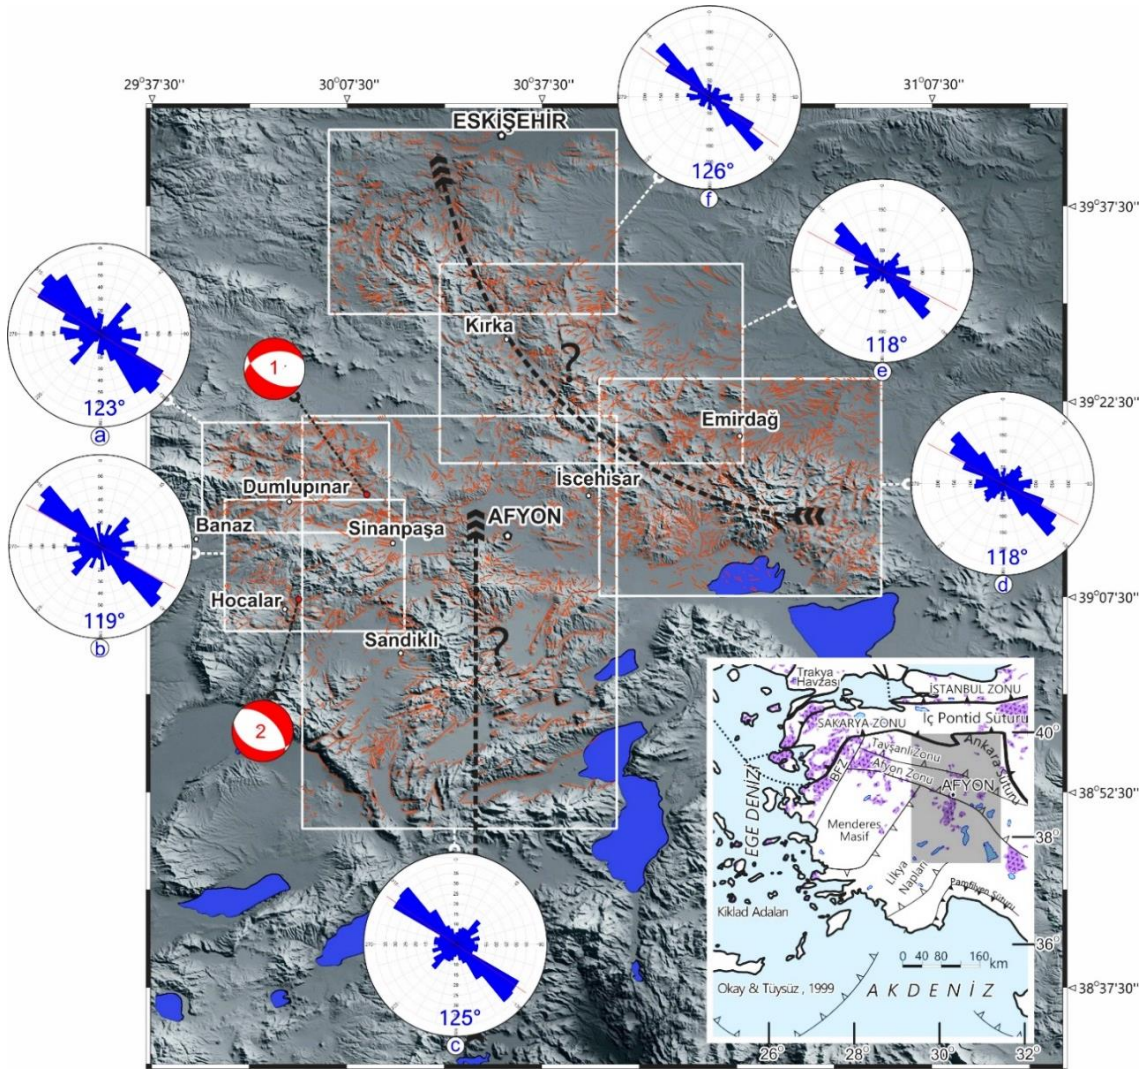 29°37'30''
30°07'30''
30°37'30''
31°07'30''
ESKİŞEHİR
126°
f
39°37'30''
118°
e
Kırka
?
1
123°
a
39°22'30''
Emirdağ
İscehisar
Dumlupınar
AFYON
Banaz
Sinanpaşa
118°
d
119°
b
Hocalar
39°07'30''
Sandıklı
?
2
Trakya
Havzası
İSTANBUL ZONU
SAKARYA ZONU
İç Pontid Sütüru
40°
Tavşanlı Zonu
Ankara Sütunu
BFZ
Afyon Zonu
AFYON
EGE DENİZİ
38°52'30''
Menderes
Masif
38°
Likya
Napları
Pamfilyen Sütürü
Kiklad Adaları
36°
0 40 80 160
km
Okay & Tüysüz , 1999
AKDENİZ
38°37'30''
26° 28° 30° 32°
125°
c